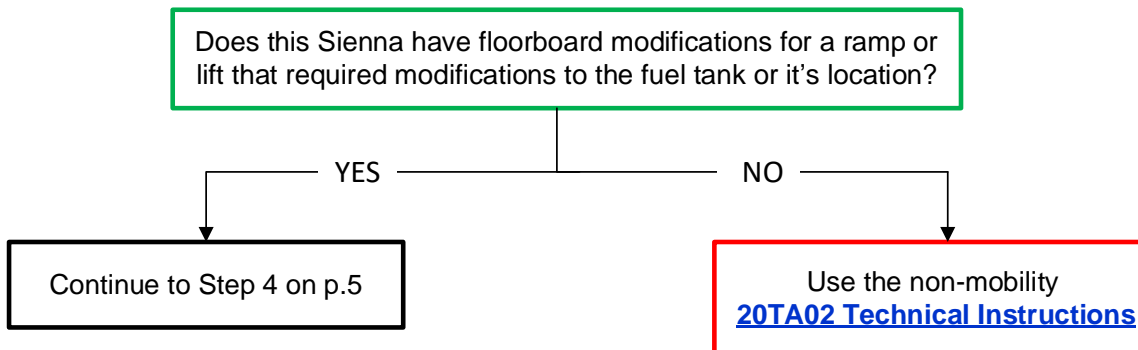 Does this Sienna have floorboard modifications for a ramp or
lift that required modifications to the fuel tank or it's location?
YES
NO
Continue to Step 4 on p.5
Use the non-mobility
20TA02 Technical Instructions